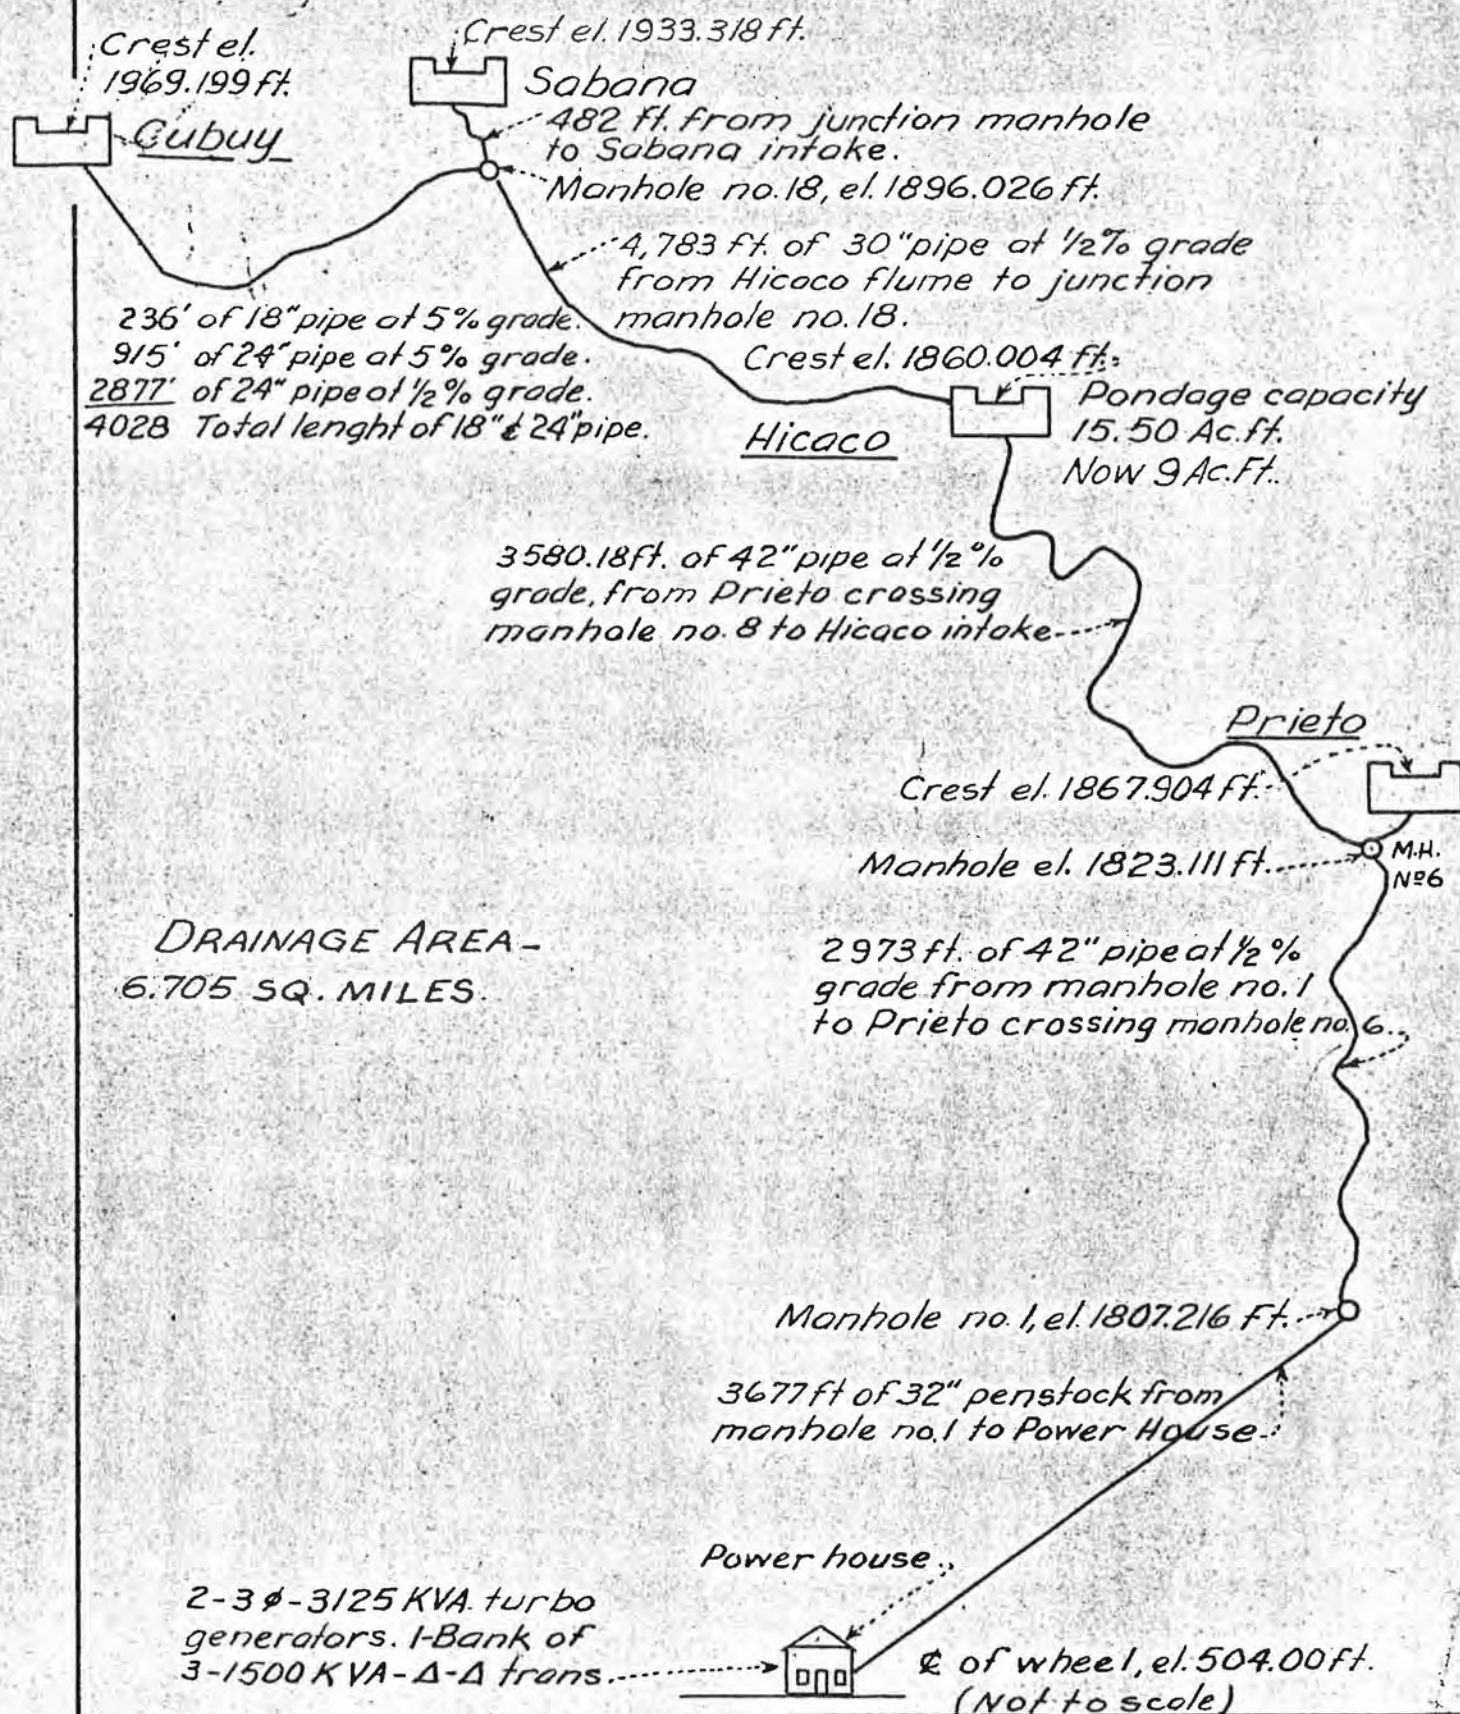 Crest el.
1969.199 ft.
Cubuy
Crest el. 1933.318 ft.
Sabana
482 ft. from junction manhole
to Sabana intake.
Manhole no. 18, el. 1896.026 ft.
4,783 ft. of 30" pipe at 1/2% grade
from Hicaco flume to junction
manhole no. 18.
236' of 18" pipe at 5% grade.
915' of 24" pipe at 5% grade.
2877' of 24" pipe at 1/2% grade.
4028 Total lenght of 18" & 24" pipe.
Crest el. 1860.004 ft.
Hicaco
Pondage capacity
15.50 Ac.ft.
Now 9 Ac.Ft.
3580.18 ft. of 42" pipe at 1/2%
grade, from Prieto crossing
manhole no. 8 to Hicaco intake
Prieto
Crest el. 1867.904 ft.
Manhole el. 1823.111 ft.
M.H.
Nº6
DRAINAGE AREA-
6.705 SQ. MILES.
2973 ft. of 42" pipe at 1/2%
grade from manhole no. 1
to Prieto crossing manhole no. 6.
Manhole no. 1, el. 1807.216 ft.
3677 ft of 32" penstock from
manhole no. 1 to Power House
Power house
2-3ø-3125 KVA. turbo
generators. 1-Bank of
3-1500 KVA-Δ-Δ trans.
℄ of wheel, el. 504.00 ft.
(Not to scale)